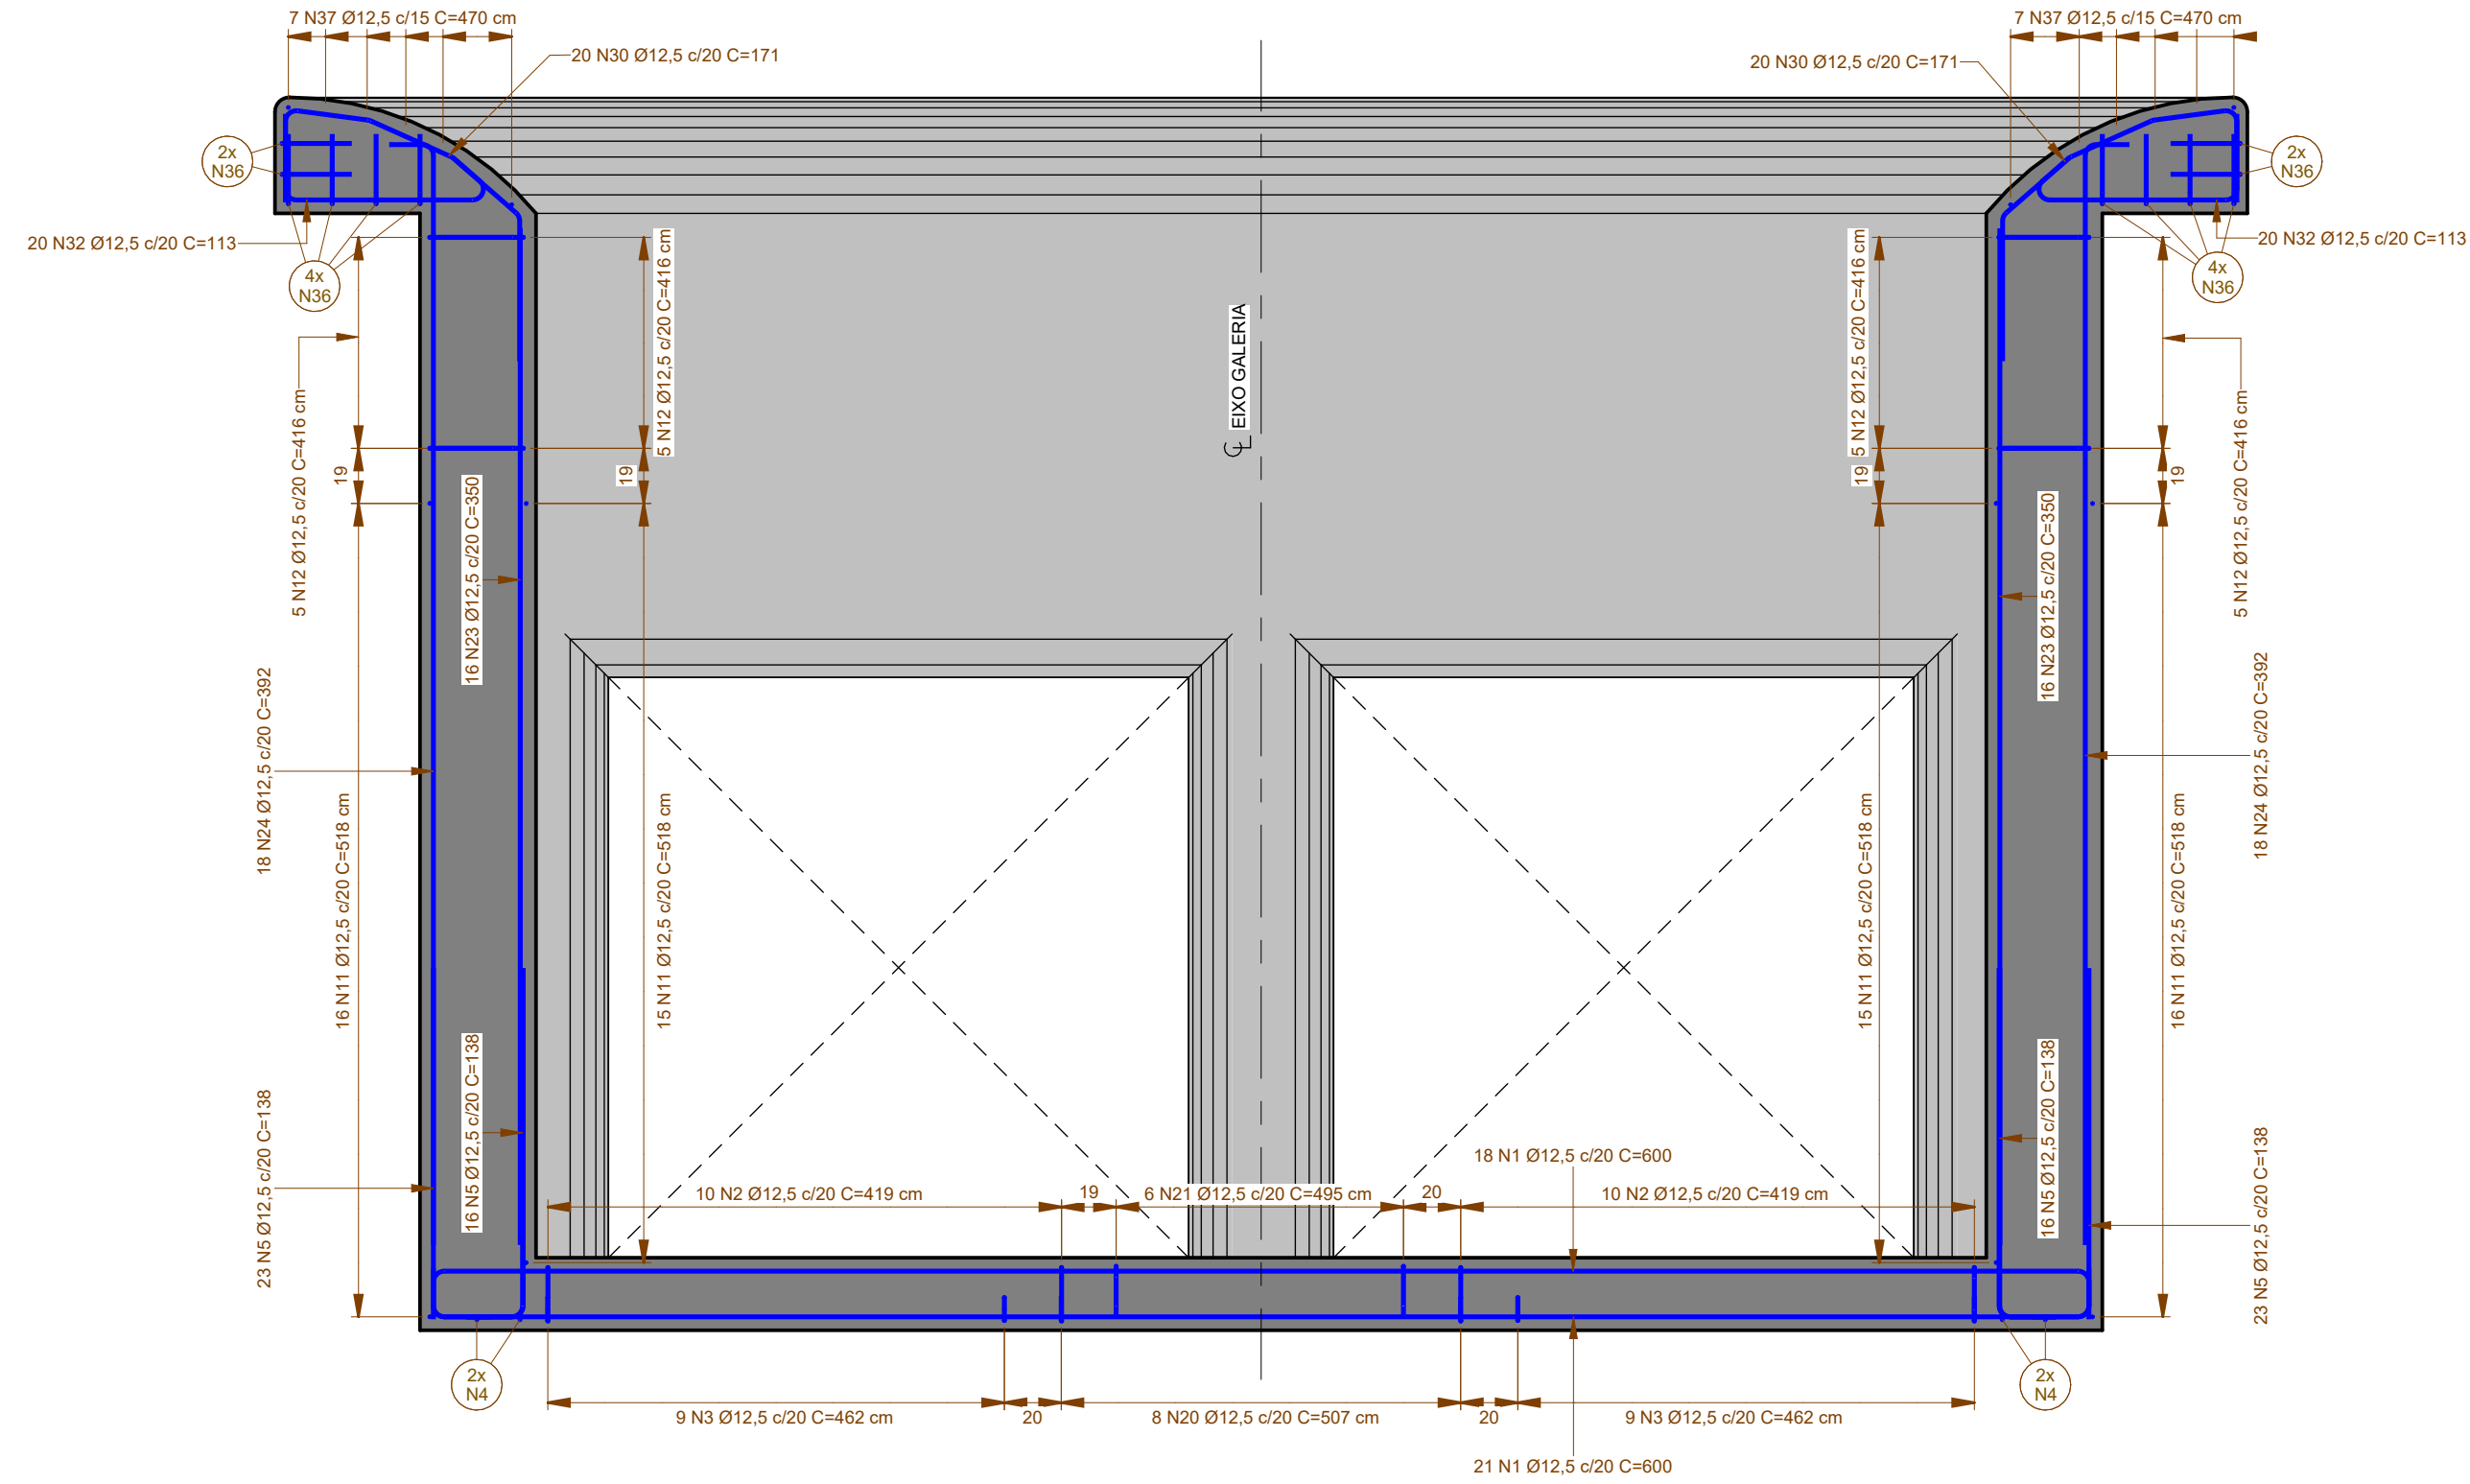 7 N37 Ø12,5 c/15 C=470 cm
7 N37 Ø12,5 c/15 C=470 cm
20 N30 Ø12,5 c/20 C=171
20 N30 Ø12,5 c/20 C=171
2x
N36
2x
N36
20 N32 Ø12,5 c/20 C=113
20 N32 Ø12,5 c/20 C=113
4x
N36
4x
N36
5 N12 Ø12,5 c/20 C=416 cm
5 N12 Ø12,5 c/20 C=416 cm
EIXO GALERIA
5 N12 Ø12,5 c/20 C=416 cm
5 N12 Ø12,5 c/20 C=416 cm
19
19
19
19
16 N23 Ø12,5 c/20 C=350
16 N23 Ø12,5 c/20 C=350
18 N24 Ø12,5 c/20 C=392
18 N24 Ø12,5 c/20 C=392
16 N11 Ø12,5 c/20 C=518 cm
15 N11 Ø12,5 c/20 C=518 cm
15 N11 Ø12,5 c/20 C=518 cm
16 N11 Ø12,5 c/20 C=518 cm
23 N5 Ø12,5 c/20 C=138
16 N5 Ø12,5 c/20 C=138
16 N5 Ø12,5 c/20 C=138
23 N5 Ø12,5 c/20 C=138
18 N1 Ø12,5 c/20 C=600
10 N2 Ø12,5 c/20 C=419 cm
19
6 N21 Ø12,5 c/20 C=495 cm
20
10 N2 Ø12,5 c/20 C=419 cm
2x
N4
2x
N4
9 N3 Ø12,5 c/20 C=462 cm
20
8 N20 Ø12,5 c/20 C=507 cm
20
9 N3 Ø12,5 c/20 C=462 cm
21 N1 Ø12,5 c/20 C=600